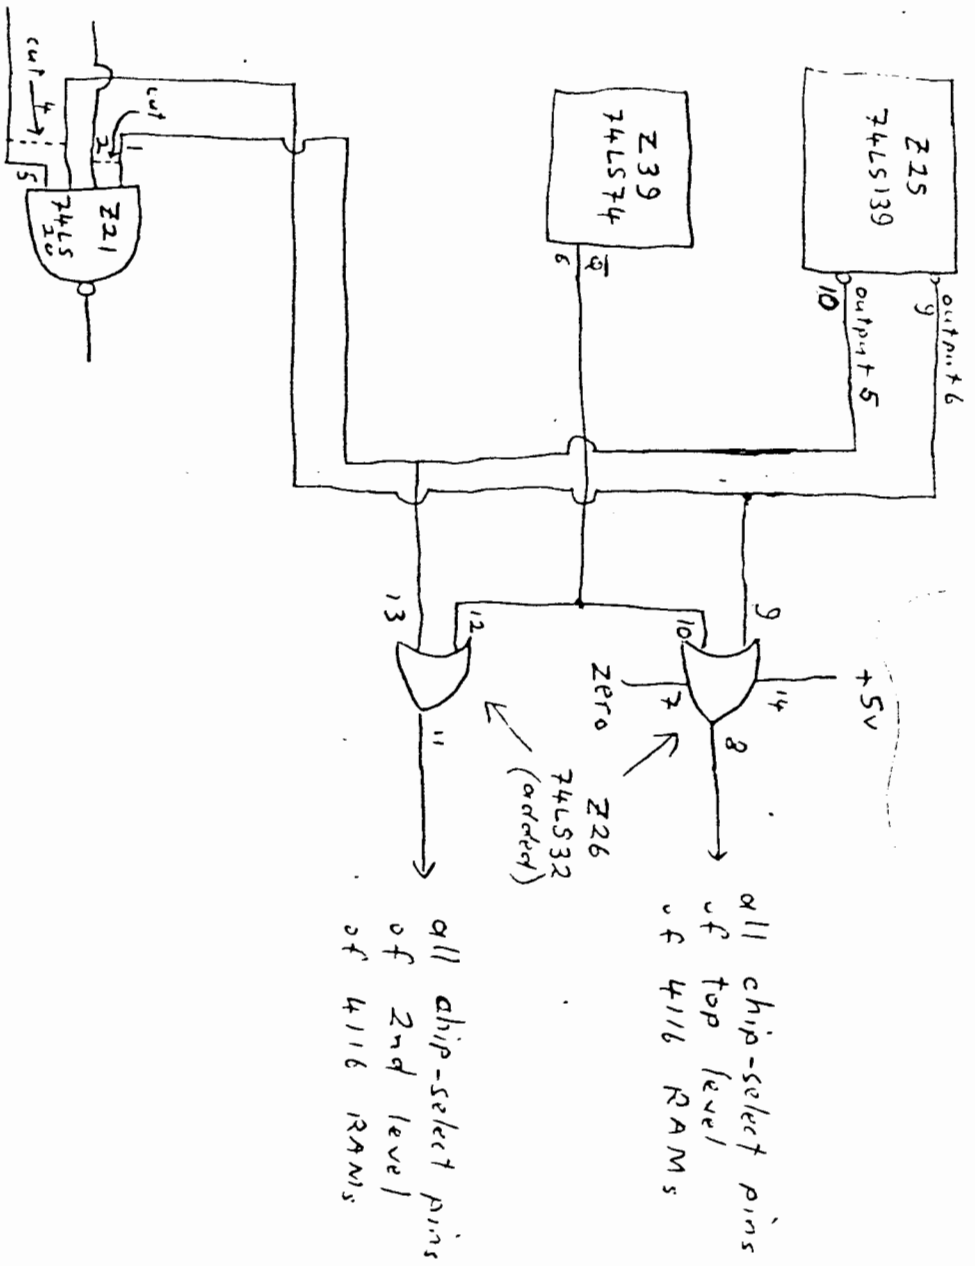 Z25
74LS139
output 6
9
output 5
10
Z39
74LS74
Q
6
cut
4
cut
2
1
5
Z21
74LS
20
+5v
14
9
10
8
7
zero
12
13
11
Z26
74LS32
(added)
all chip-select pins
of top level
of 4116 RAMs
all chip-select pins
of 2nd level
of 4116 RAMs